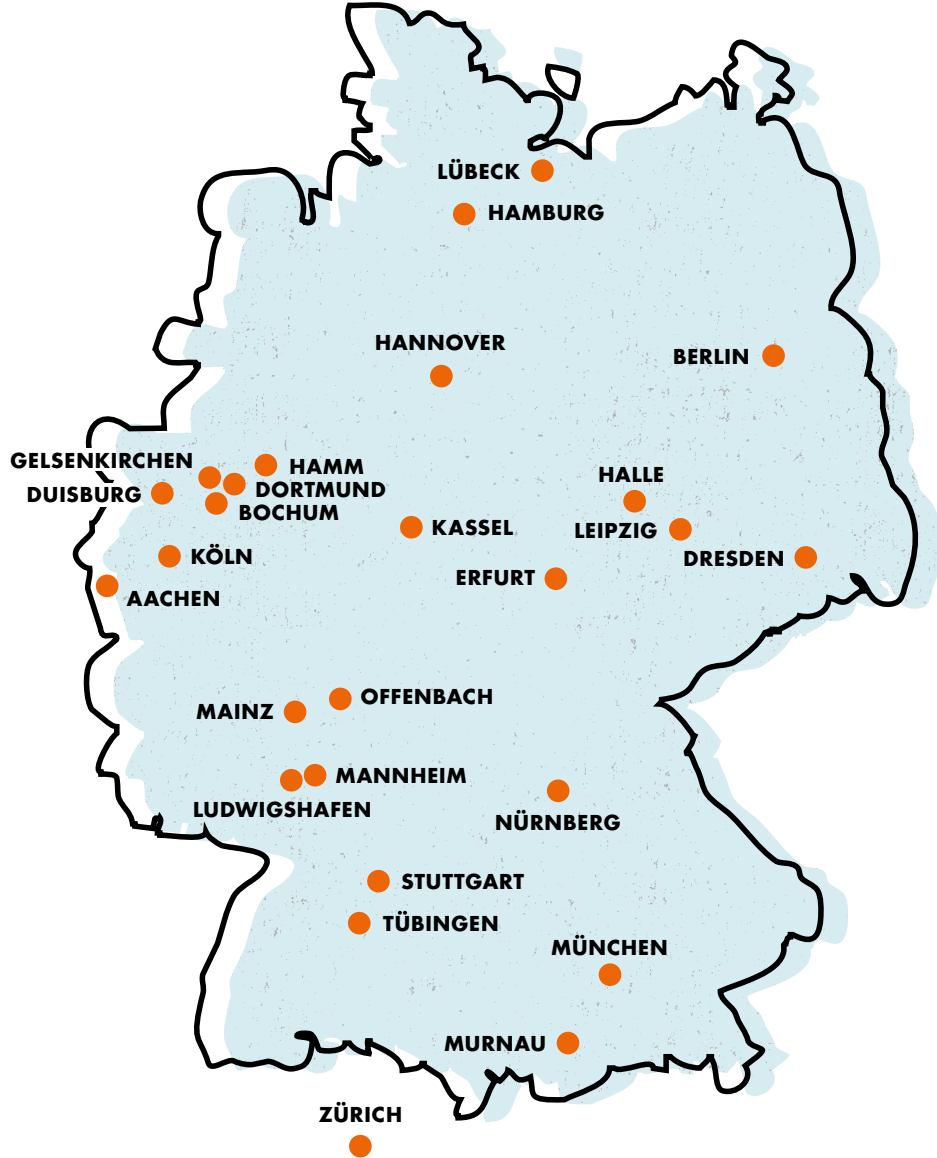 LÜBECK
HAMBURG
HANNOVER
BERLIN
GELSENKIRCHEN
HAMM
DUISBURG
DORTMUND
BOCHUM
HALLE
KASSEL
LEIPZIG
KÖLN
DRESDEN
ERFURT
AACHEN
OFFENBACH
MAINZ
MANNHEIM
LUDWIGSHAFEN
NÜRNBERG
STUTTGART
TÜBINGEN
MÜNCHEN
MURNAU
ZÜRICH